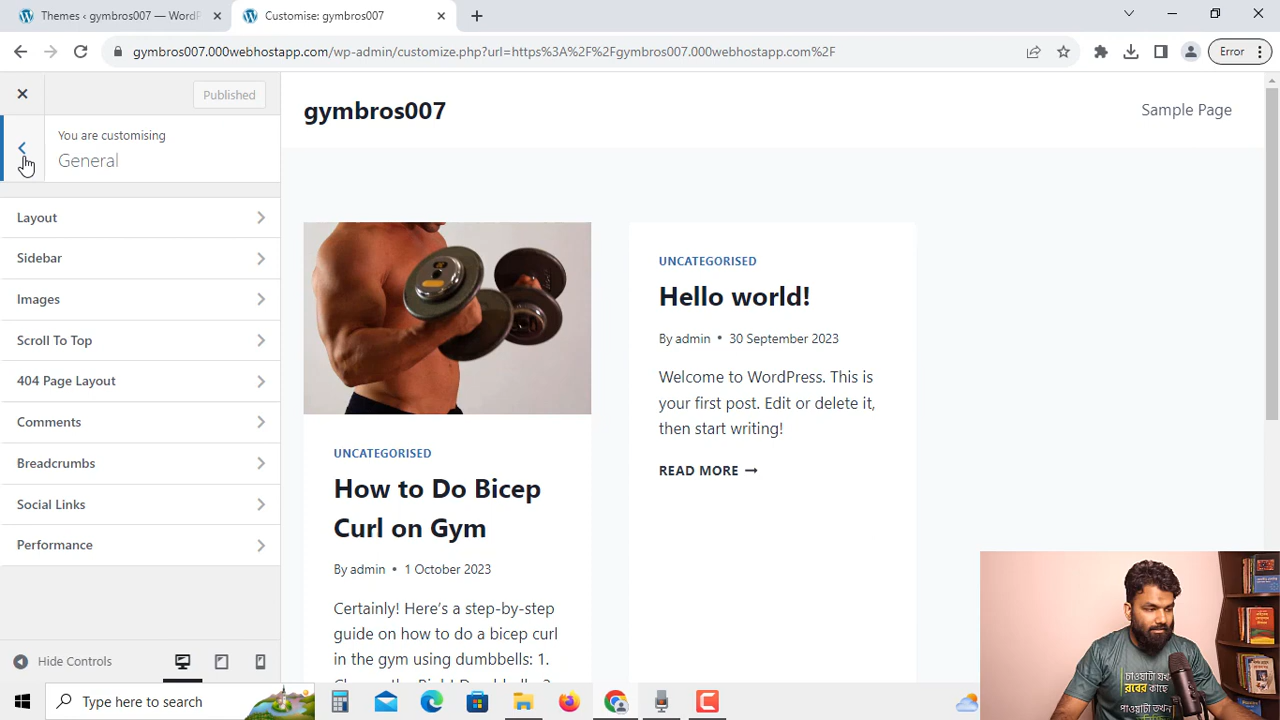 Themes ‹ gymbros007 — WordP
Customise: gymbros007
gymbros007.000webhostapp.com/wp-admin/customize.php?url=https%3A%2F%2Fgymbros007.000webhostapp.com%2F
Error
Published
You are customising
General
Layout
Sidebar
Images
Scroll To Top
404 Page Layout
Comments
Breadcrumbs
Social Links
Performance
Hide Controls
gymbros007
Sample Page
UNCATEGORISED
How to Do Bicep
Curl on Gym
By admin • 1 October 2023
Certainly! Here's a step-by-step
guide on how to do a bicep curl
in the gym using dumbbells: 1.
UNCATEGORISED
Hello world!
By admin • 30 September 2023
Welcome to WordPress. This is
your first post. Edit or delete it,
then start writing!
READ MORE →
Type here to search